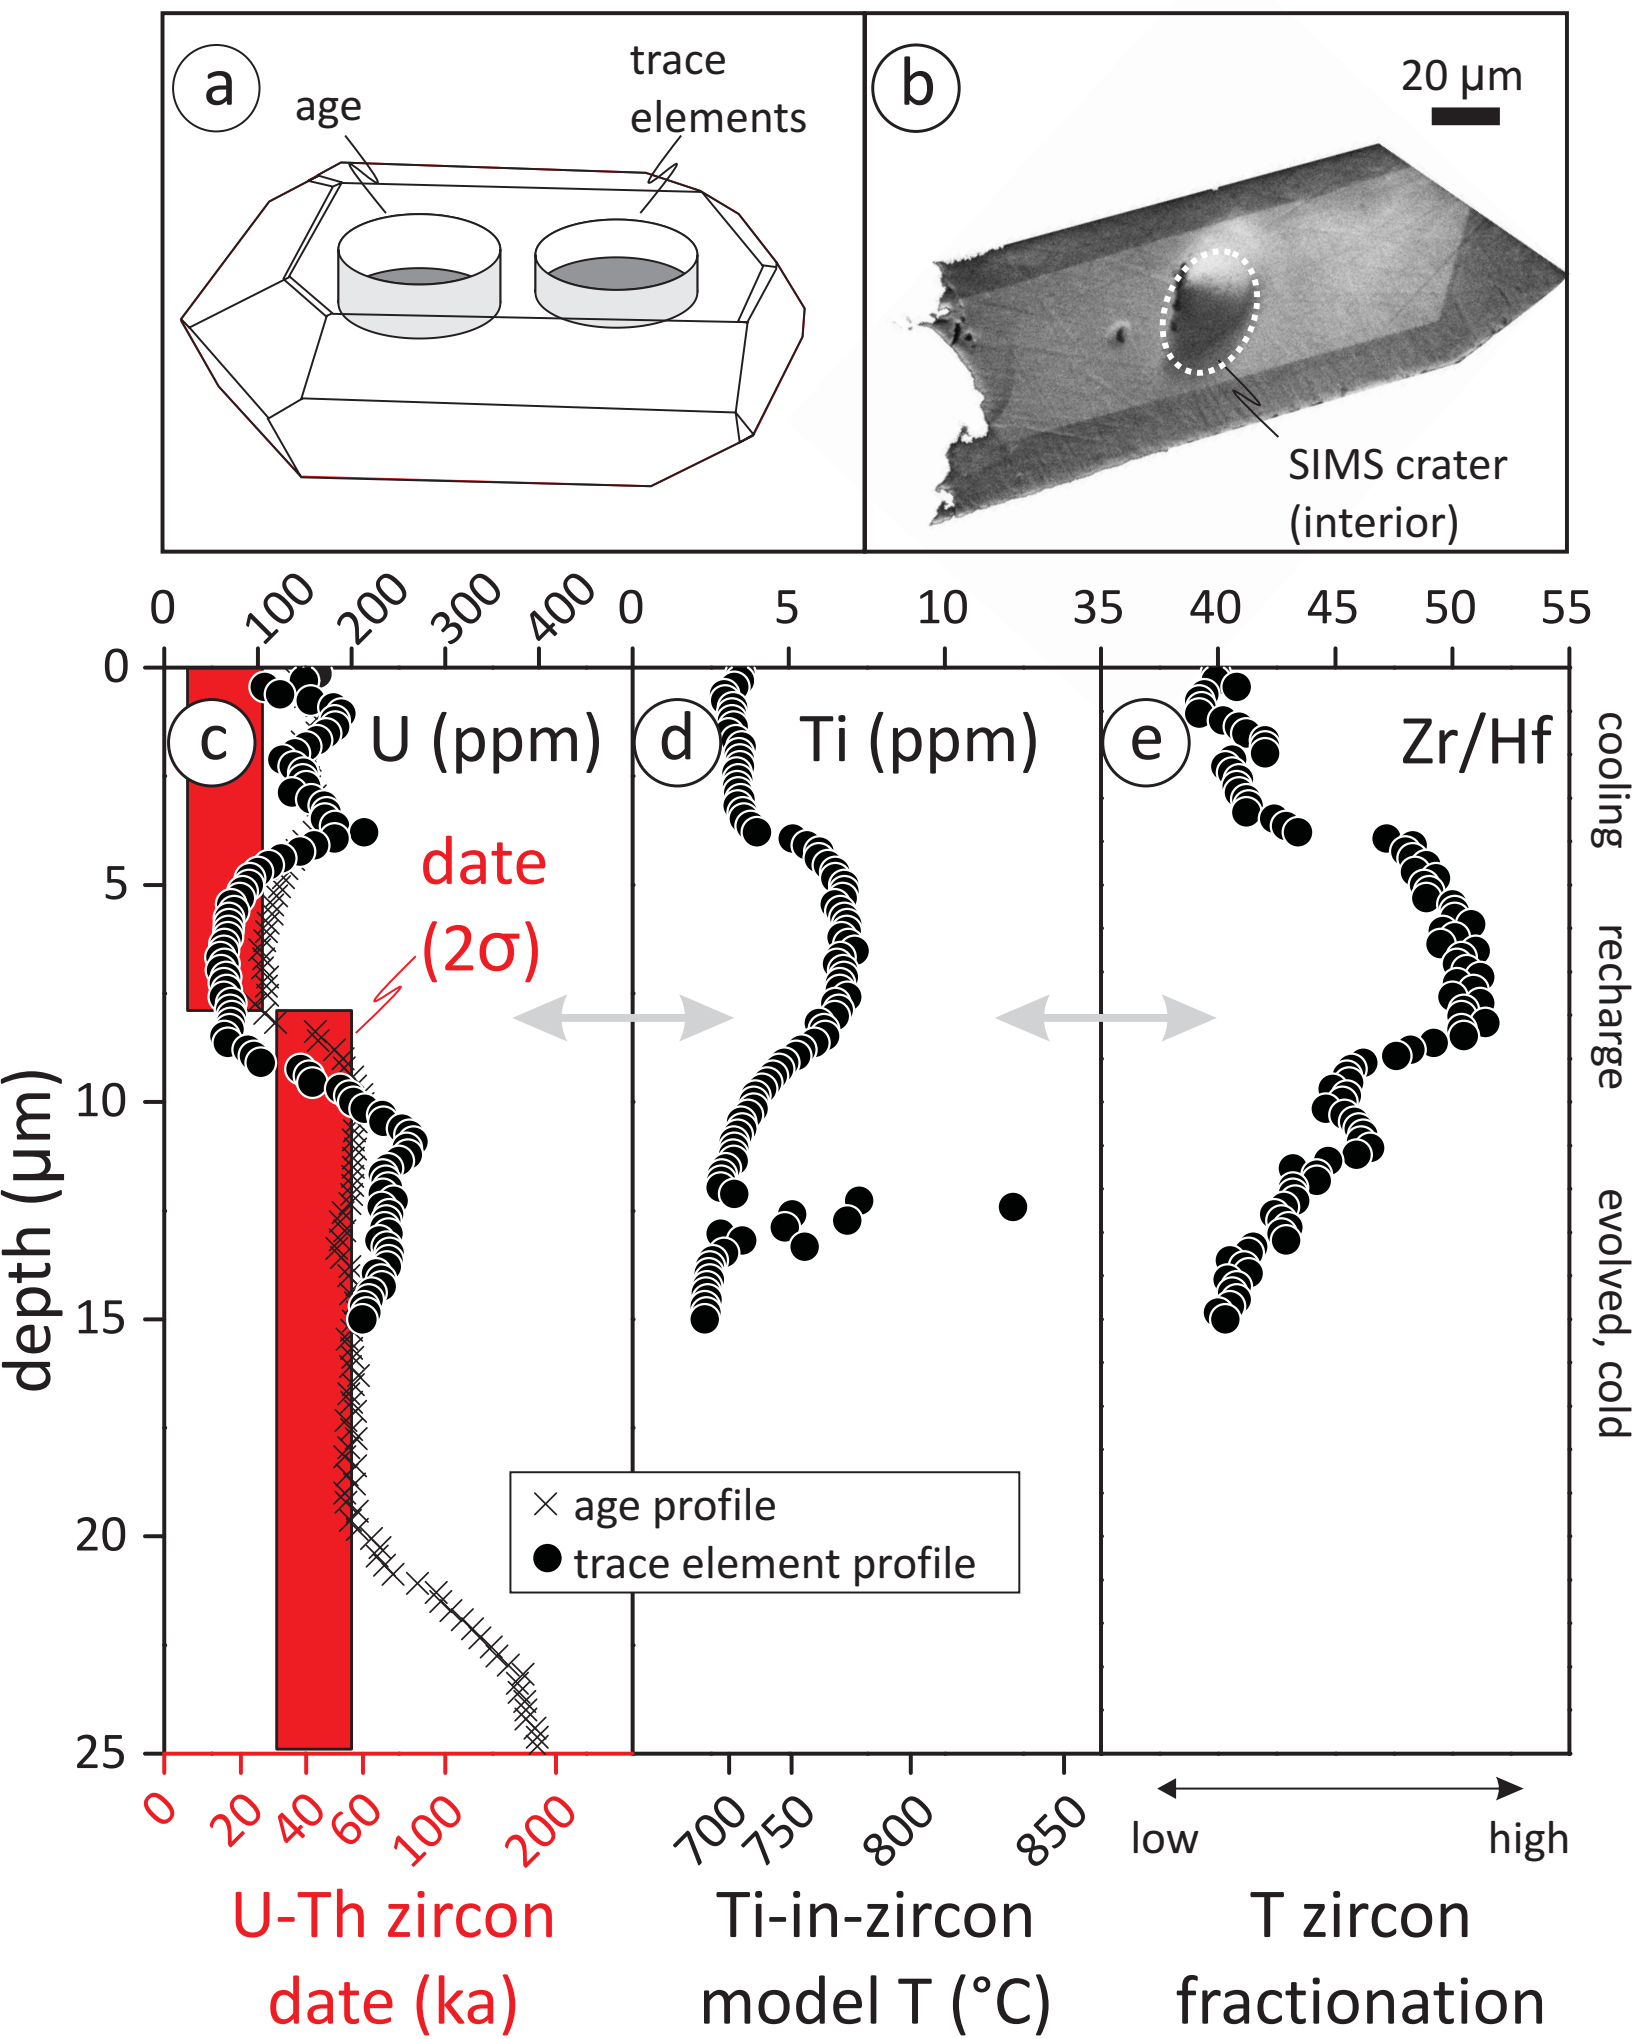 a
age
trace
elements
b
20 µm
SIMS crater
(interior)
0 100 200 300 400 0 5 10 35 40 45 50 55
0
5
10
15
20
25
depth (µm)
c
U (ppm)
d
Ti (ppm)
e
Zr/Hf
date
(2σ)
cooling
recharge
evolved, cold
age profile
trace element profile
0 20 40 60 100 200
700 750 800 850
low high
U-Th zircon
date (ka)
Ti-in-zircon
model T (°C)
T zircon
fractionation